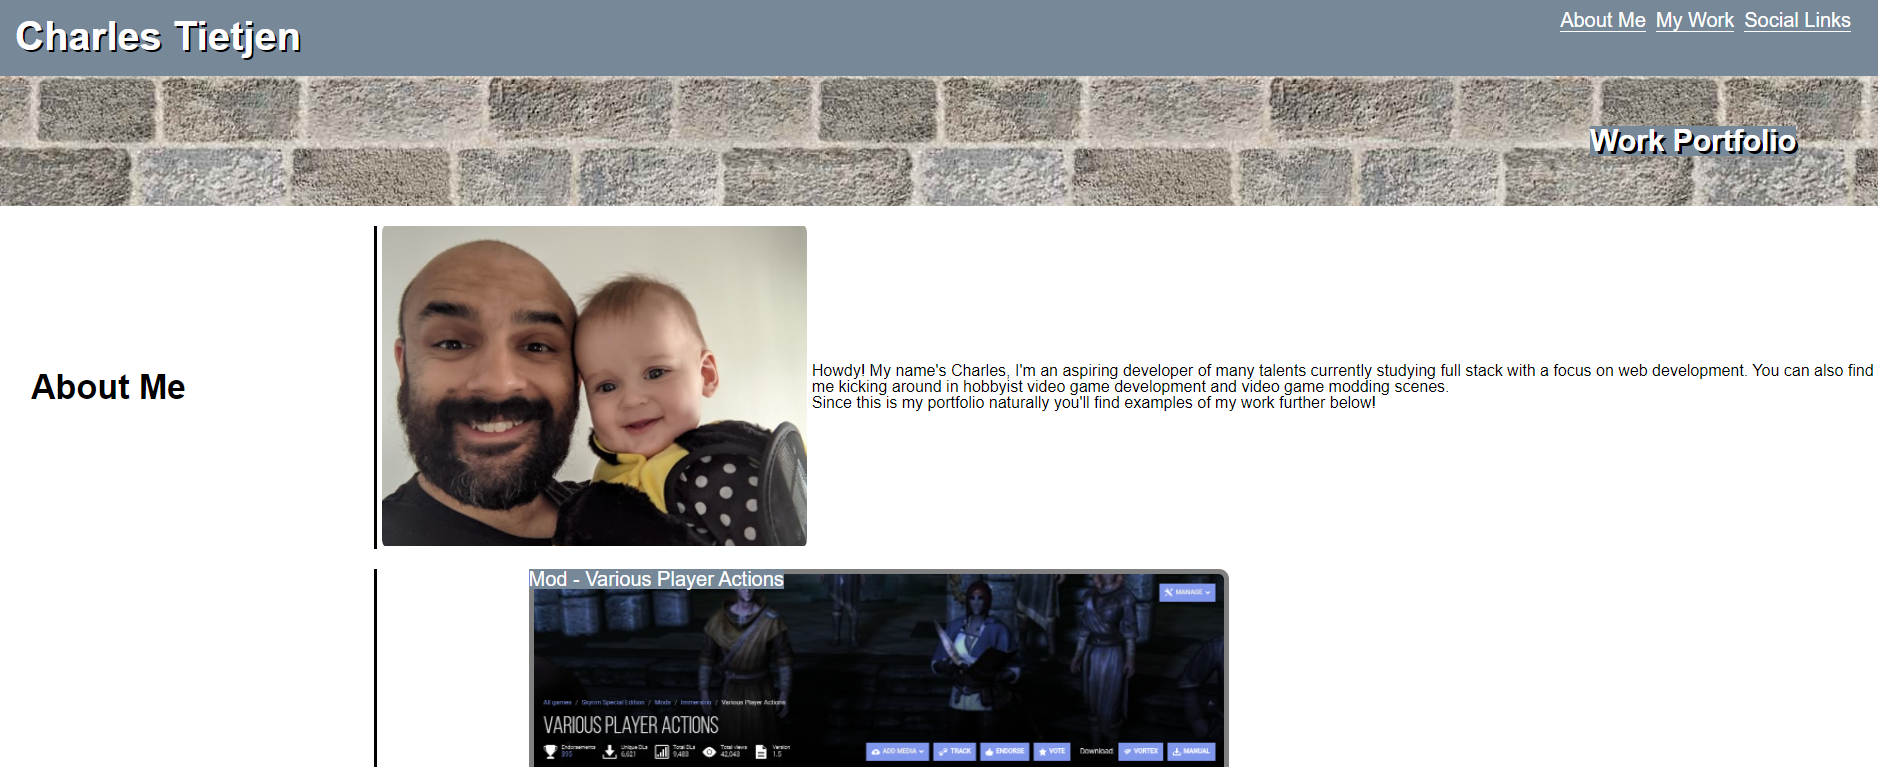 Charles Tietjen
About Me My Work Social Links
Work Portfolio
About Me
Howdy! My name's Charles, I'm an aspiring developer of many talents currently studying full stack with a focus on web development. You can also find
me kicking around in hobbyist video game development and video game modding scenes.
Since this is my portfolio naturally you'll find examples of my work further below!
Mod - Various Player Actions
MANAGE
All games / Skyrim Special Edition / Mods / Immersion / Various Player Actions
VARIOUS PLAYER ACTIONS
Endorsements Unique DLs Total DLs Total views Version
395 6,621 9,483 42,043 1.5
ADD MEDIA TRACK ENDORSE VOTE Download: VORTEX MANUAL